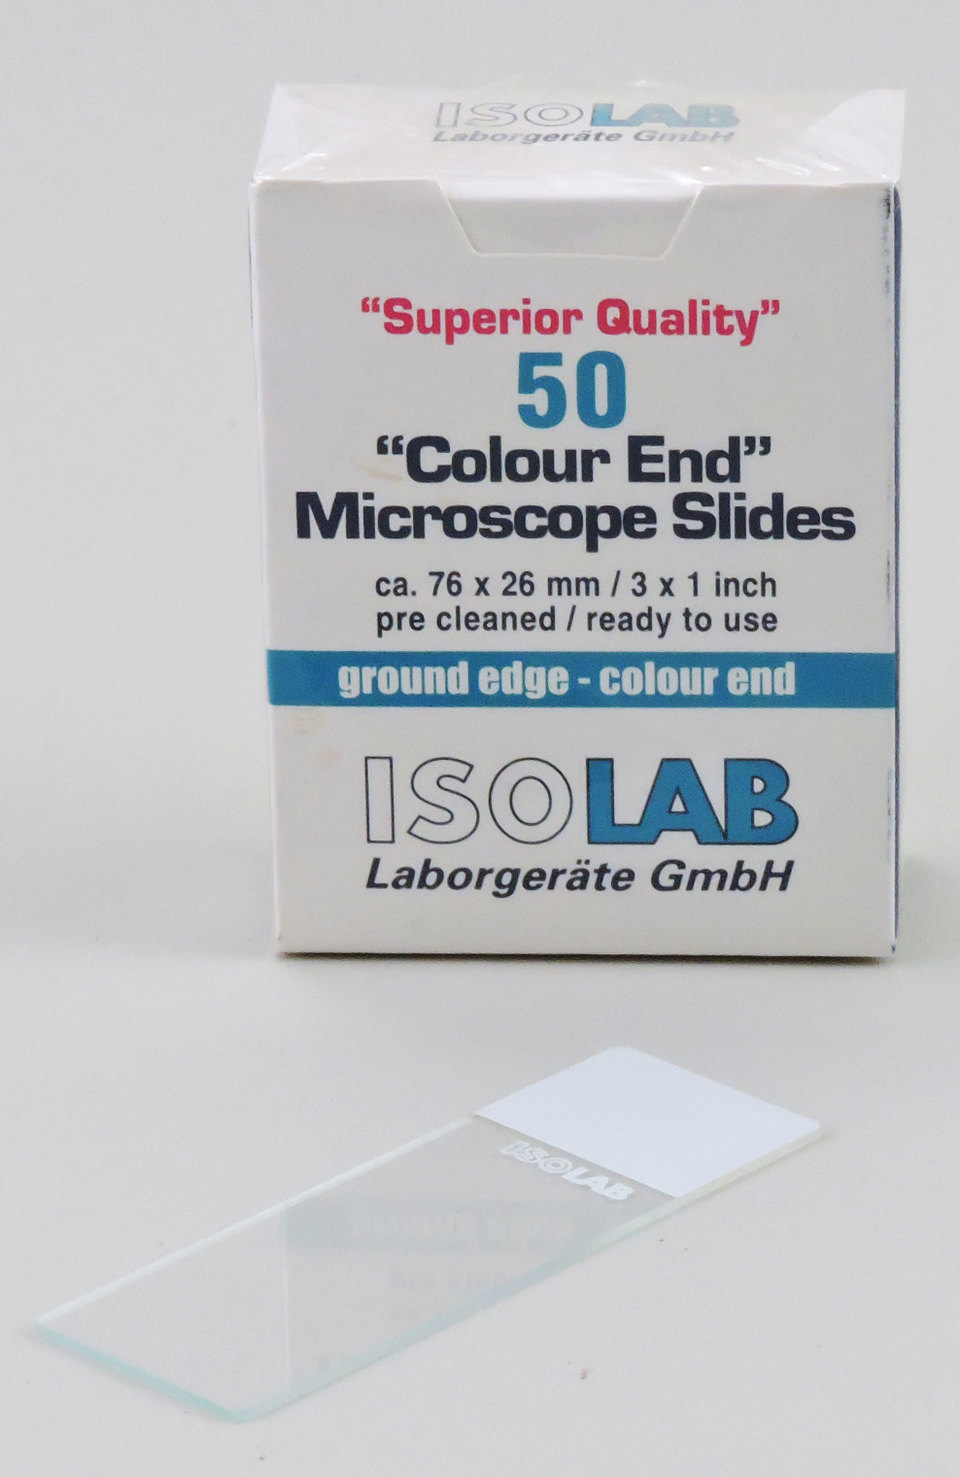 ISOLAB
Laborgeräte GmbH
“Superior Quality”
50
“Colour End”
Microscope Slides
ca. 76 x 26 mm / 3 x 1 inch
pre cleaned / ready to use
ground edge - colour end
ISOLAB
Laborgeräte GmbH
ISOLAB